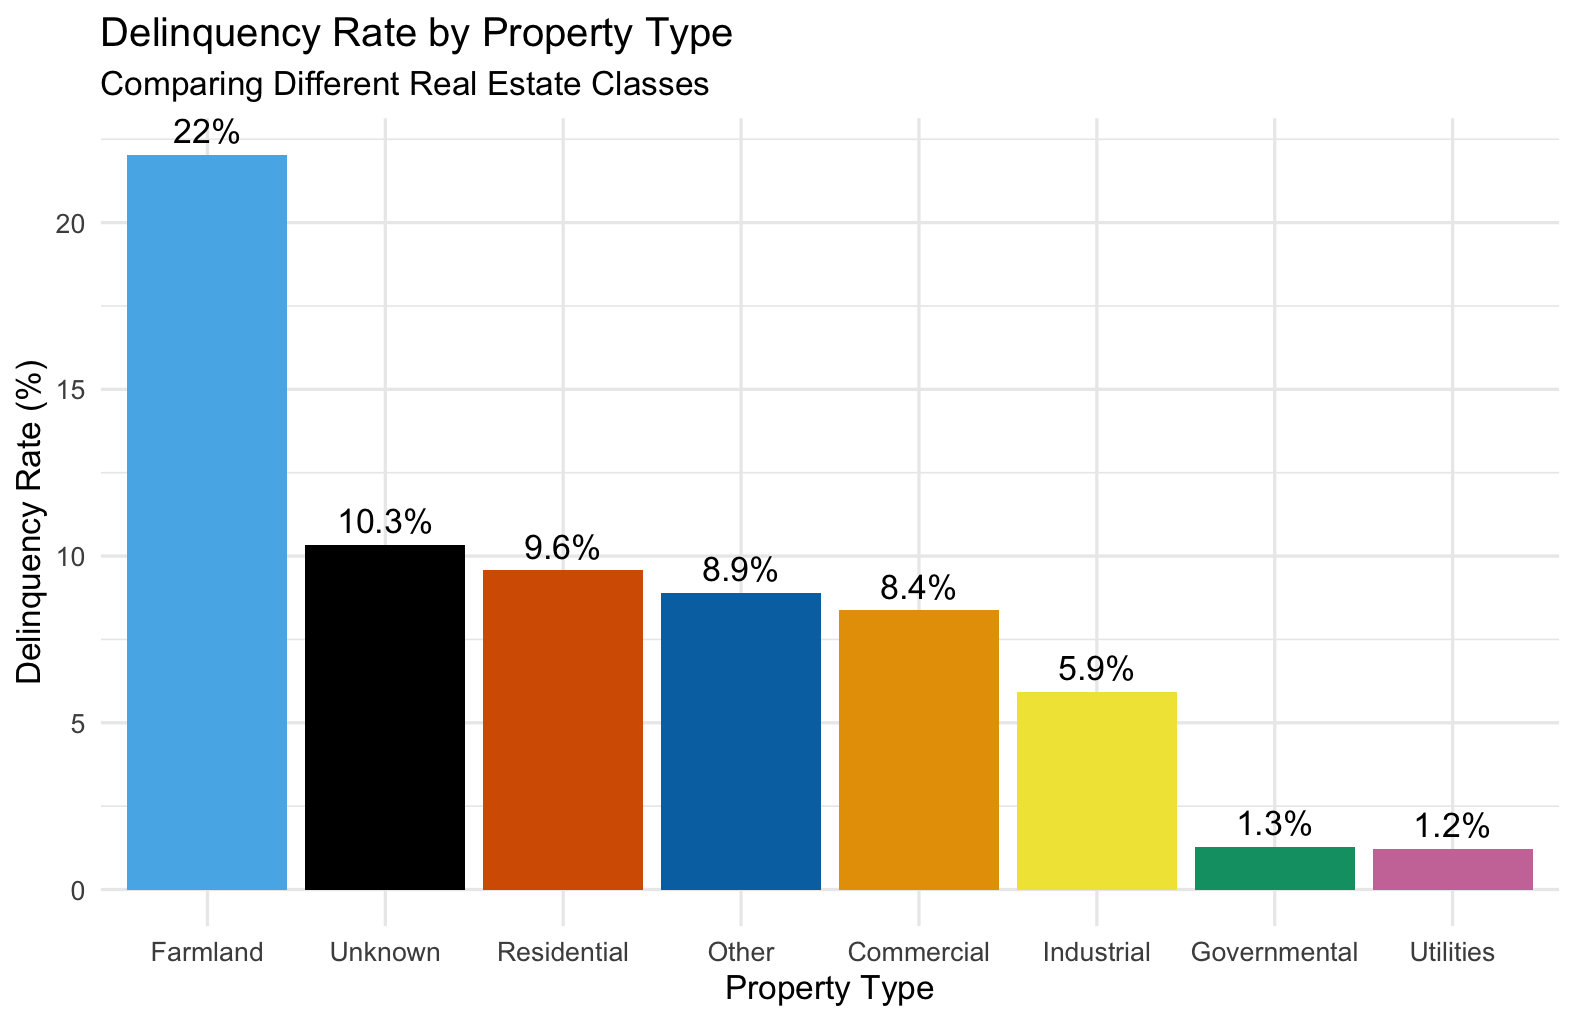 Delinquency Rate by Property Type
Comparing Different Real Estate Classes
22%
10.3%
9.6%
8.9%
8.4%
5.9%
1.3%
1.2%
Delinquency Rate (%)
20
15
10
5
0
Farmland Unknown Residential Other Commercial Industrial Governmental Utilities
Property Type